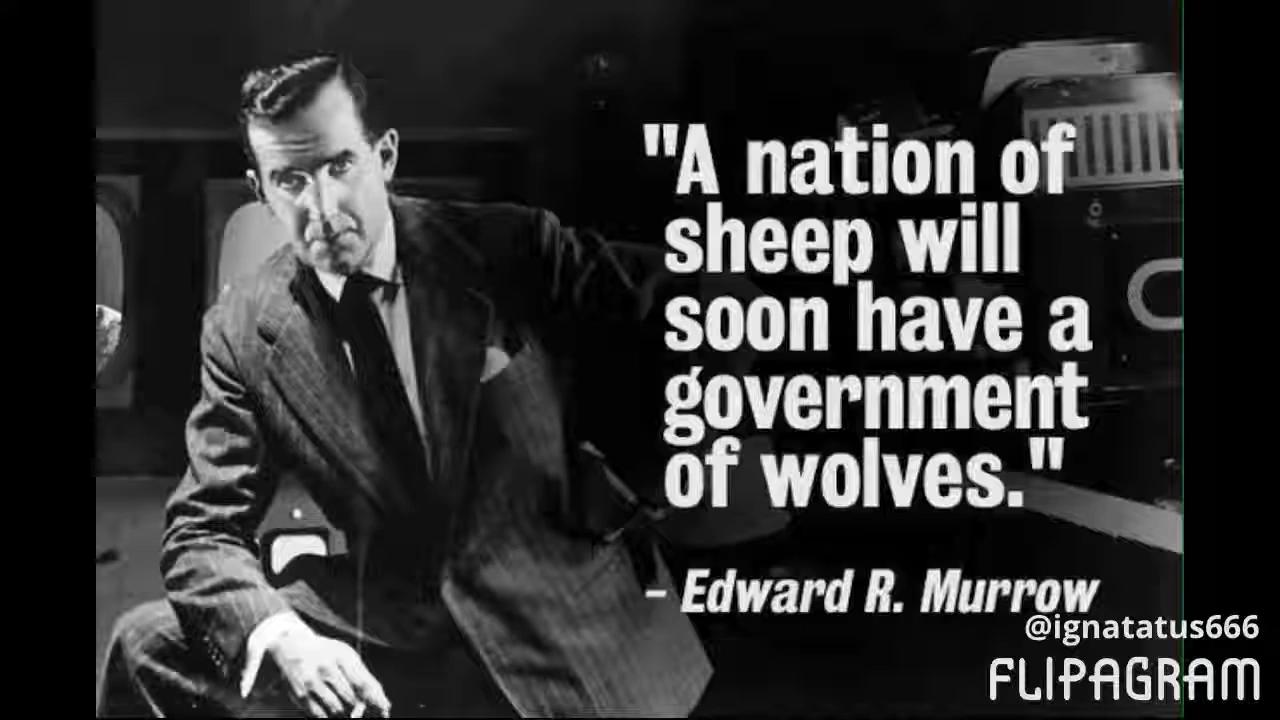 "A nation of
sheep will
soon have a
government
of wolves."
- Edward R. Murrow
@ignatatus666
FLIPAGRAM